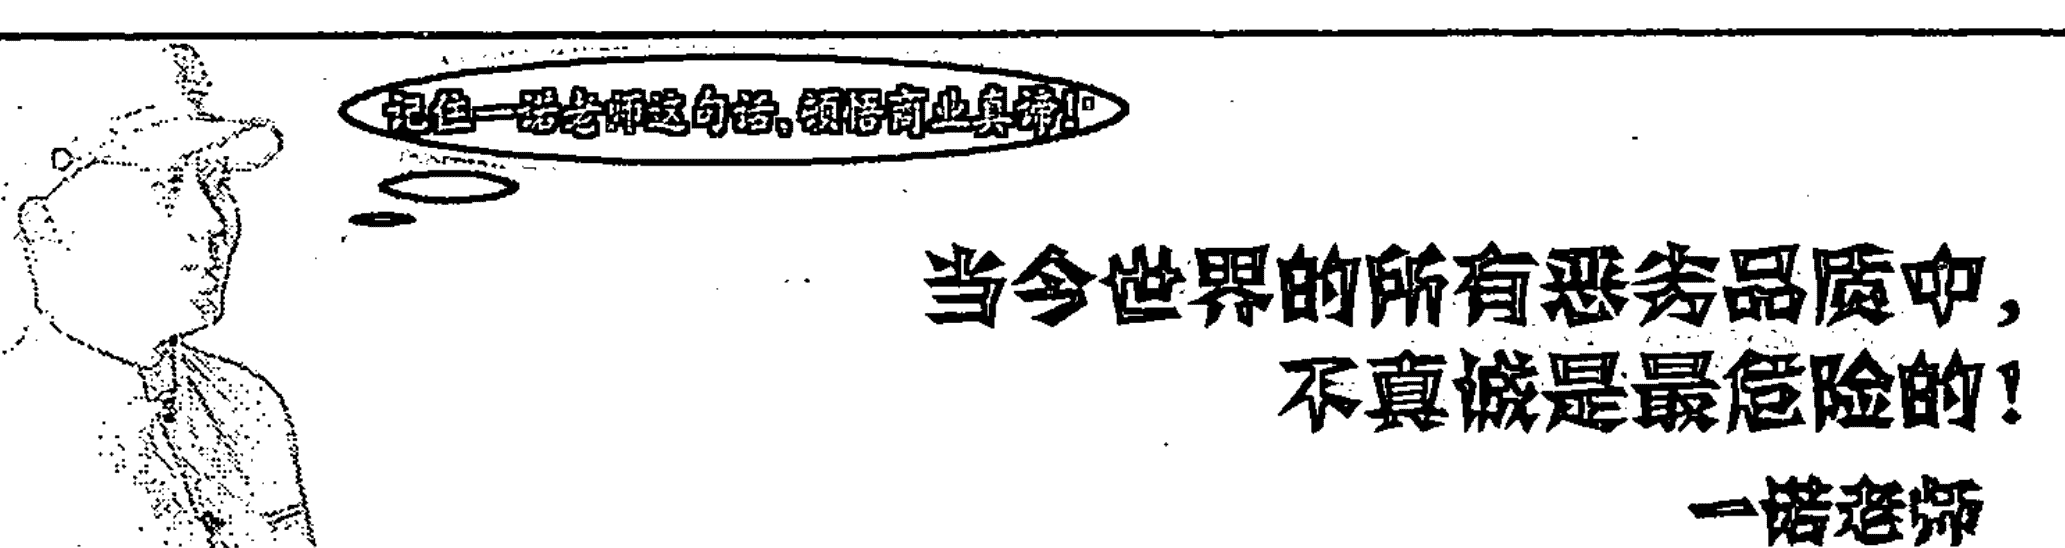 记住一诺老师这句话,领悟商业真谛!
当今世界的所有恶劣品质中,
不真诚是最危险的!
一诺老师